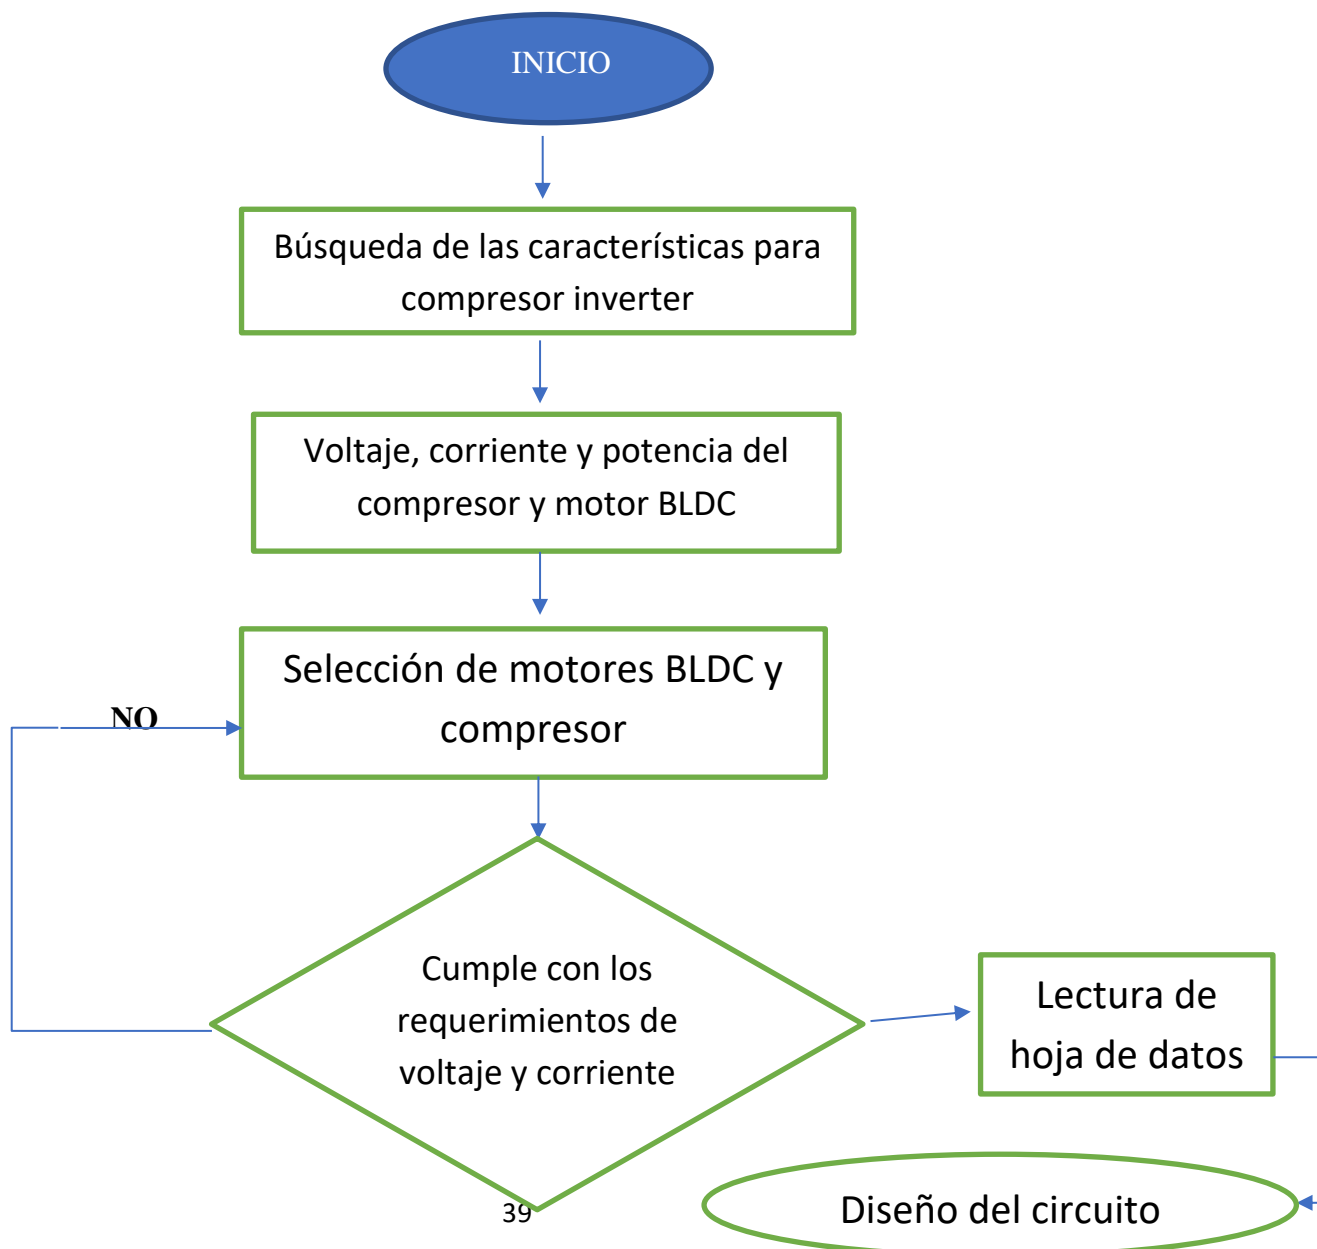 INICIO
Búsqueda de las características para
compresor inverter
Voltaje, corriente y potencia del
compresor y motor BLDC
Selección de motores BLDC y
compresor
NO
Cumple con los
requerimientos de
voltaje y corriente
Lectura de
hoja de datos
Diseño del circuito
39